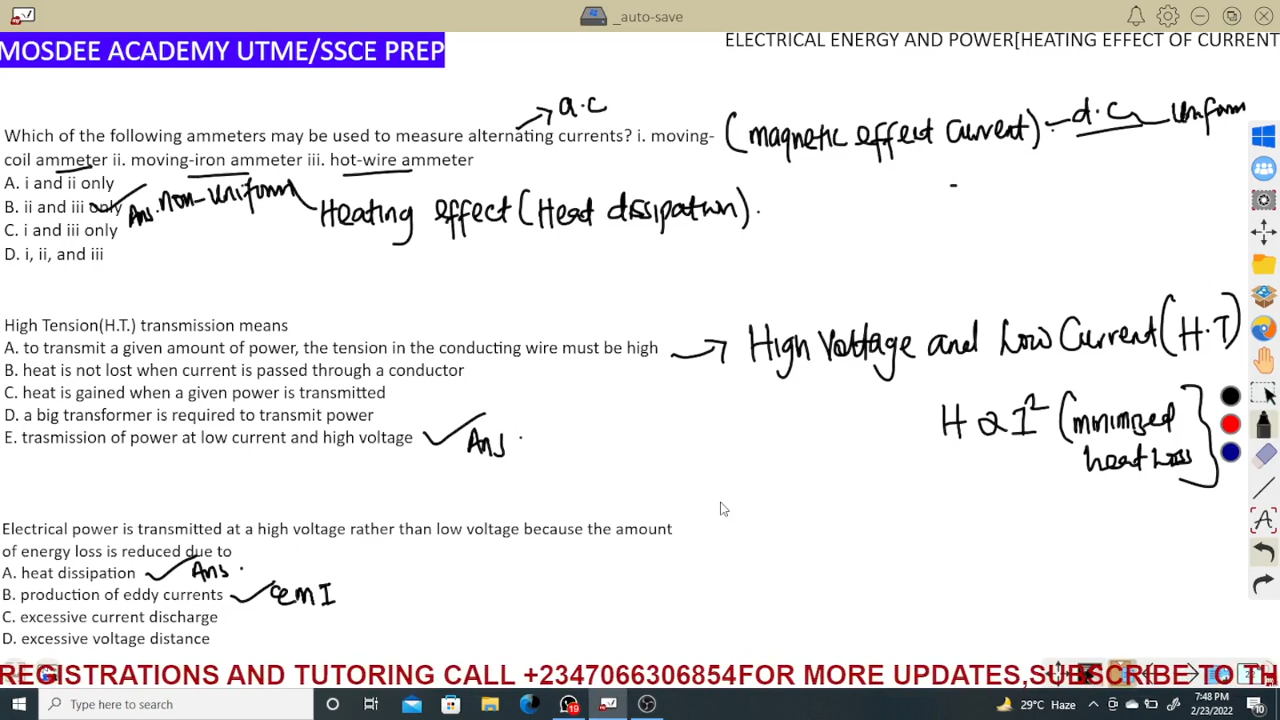 _auto-save
MOSDEE ACADEMY UTME/SSCE PREP
ELECTRICAL ENERGY AND POWER[HEATING EFFECT OF CURRENT
a.c
Which of the following ammeters may be used to measure alternating currents? i. moving-
coil ammeter ii. moving-iron ammeter iii. hot-wire ammeter
(magnetic effect current) d.c uniform
A. i and ii only
B. ii and iii only
Ans. non-uniform Heating effect (Heat dissipation).
C. i and iii only
D. i, ii, and iii
High Tension(H.T.) transmission means
A. to transmit a given amount of power, the tension in the conducting wire must be high
High Voltage and Low Current (H.T)
B. heat is not lost when current is passed through a conductor
C. heat is gained when a given power is transmitted
D. a big transformer is required to transmit power
E. trasmission of power at low current and high voltage
Ans.
H α I² (minimized
heat loss
Electrical power is transmitted at a high voltage rather than low voltage because the amount
of energy loss is reduced due to
A. heat dissipation
Ans.
B. production of eddy currents
emI
C. excessive current discharge
D. excessive voltage distance
REGISTRATIONS AND TUTORING CALL +2347066306854FOR MORE UPDATES,SUBSCRIBE TO TH
Type here to search
19
29°C Haze
7:48 PM
2/23/2022
10